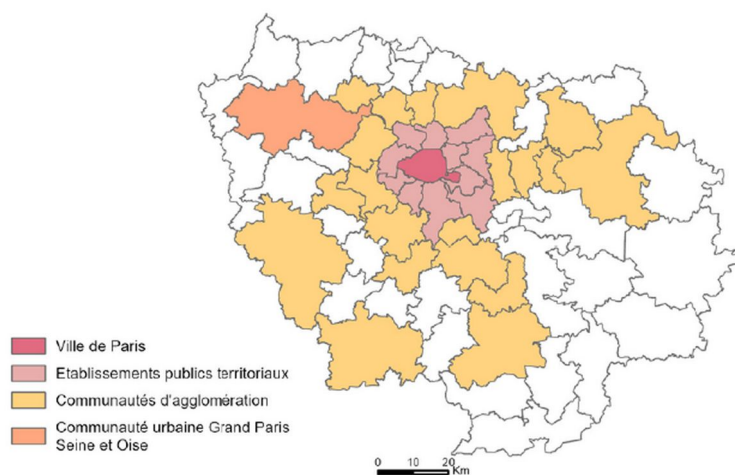 Ville de Paris
Etablissements publics territoriaux
Communautés d'agglomération
Communauté urbaine Grand Paris
Seine et Oise
0 10 20
Km